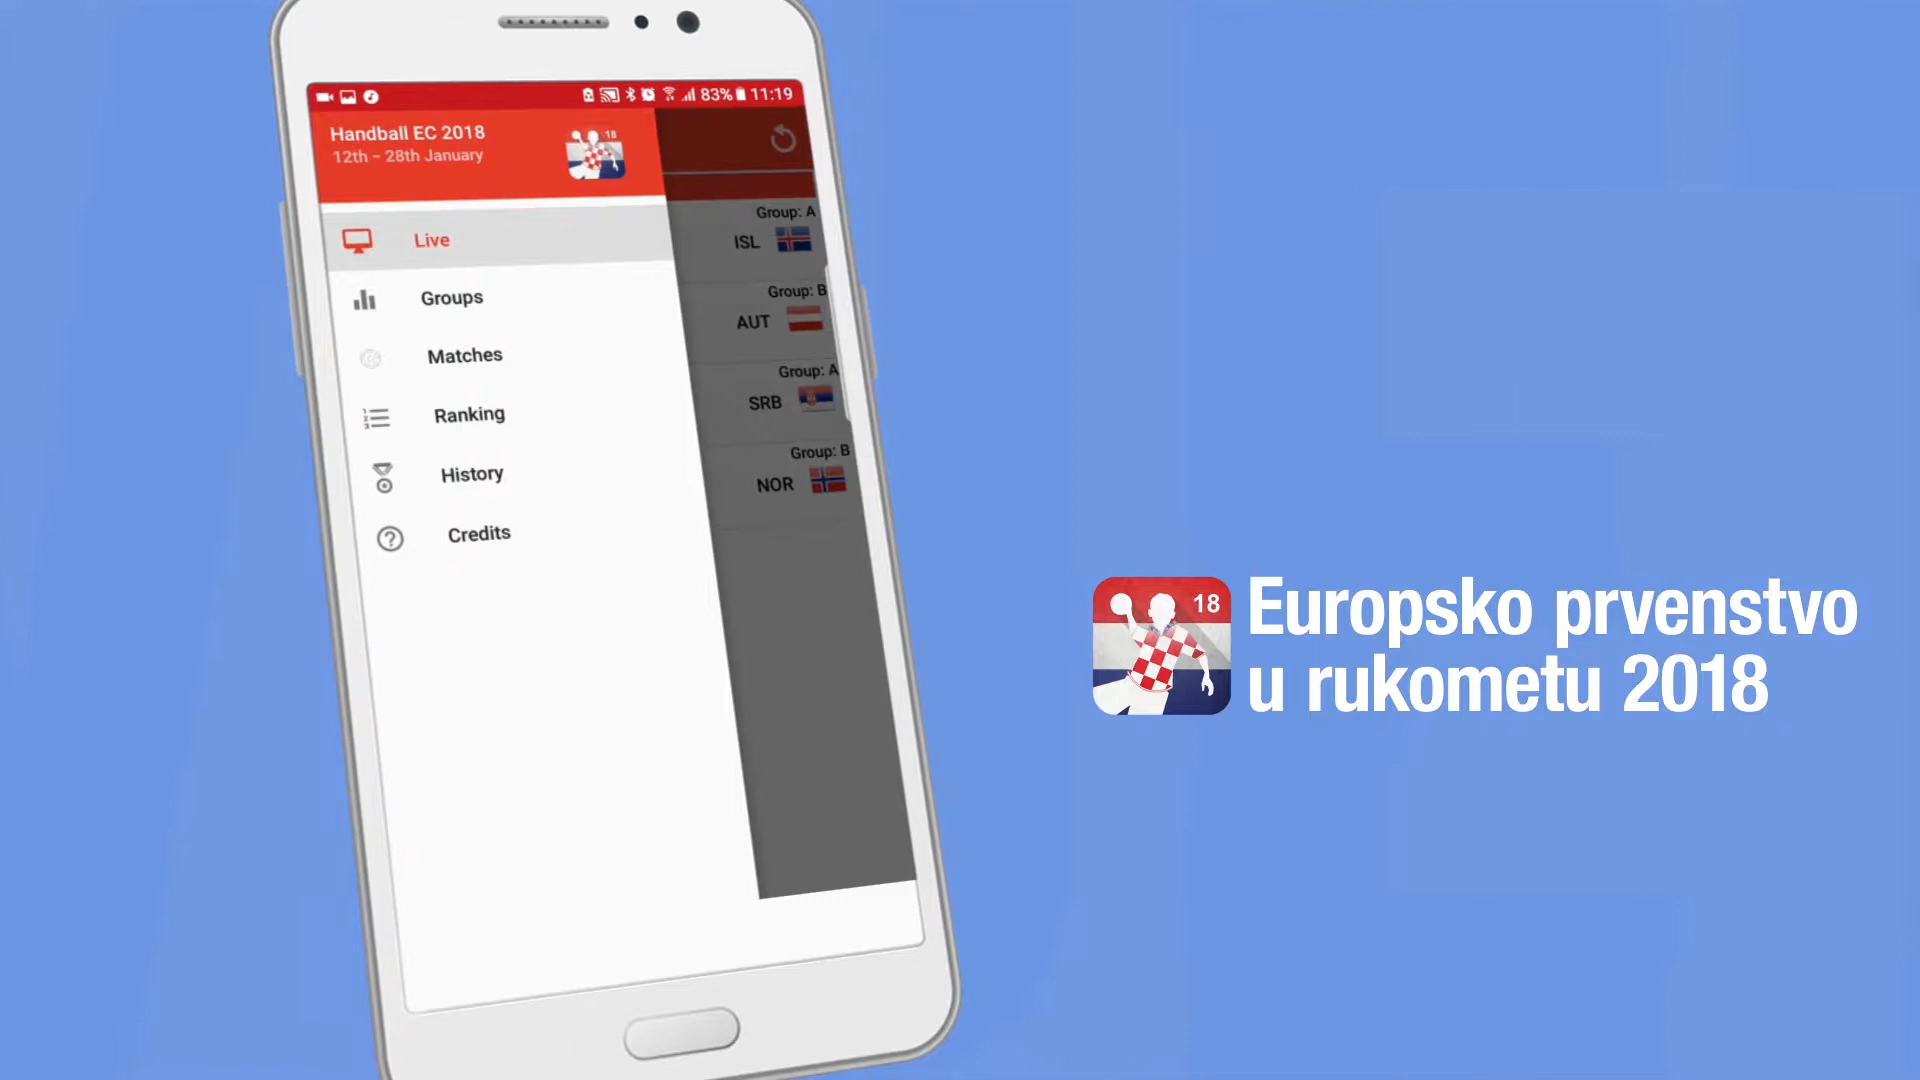 83% 11:19
Handball EC 2018
18
12th - 28th January
Live
Groups
Matches
Ranking
History
Credits
Group: A
ISL
Group: B
AUT
Group: A
SRB
Group: B
NOR
18
Europsko prvenstvo
u rukometu 2018